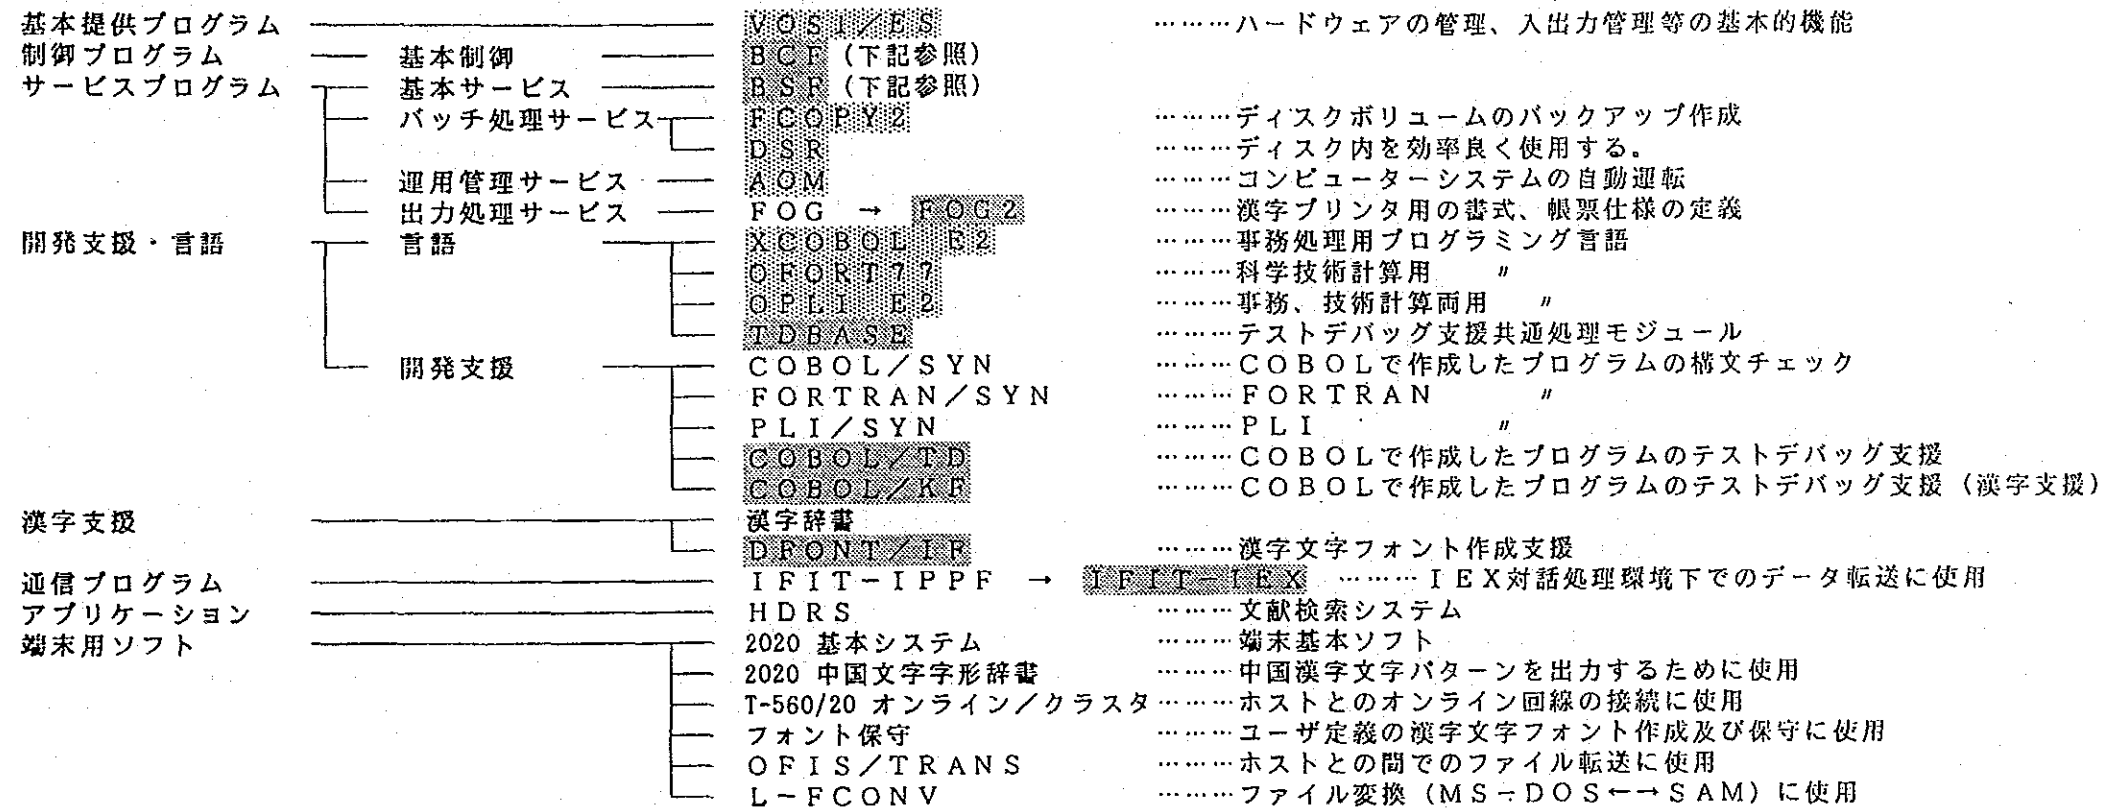 基本提供プログラム VOS1/ES ………ハードウェアの管理、入出力管理等の基本的機能
制御プログラム 基本制御 BCF(下記参照)
サービスプログラム 基本サービス BSF(下記参照)
バッチ処理サービス FCOPY2 ………ディスクボリュームのバックアップ作成
DSR ………ディスク内を効率良く使用する。
運用管理サービス AOM ………コンピューターシステムの自動運転
出力処理サービス FOG → FOG2 ………漢字プリンタ用の書式、帳票仕様の定義
開発支援・言語 言語 XCOBOL E2 ………事務処理用プログラミング言語
OFORT77 ………科学技術計算用 〃
OPLI E2 ………事務、技術計算両用 〃
TDBASE ………テストデバッグ支援共通処理モジュール
開発支援 COBOL/SYN ………COBOLで作成したプログラムの構文チェック
FORTRAN/SYN ………FORTRAN 〃
PLI/SYN ………PLI 〃
COBOL/TD ………COBOLで作成したプログラムのテストデバッグ支援
COBOL/KF ………COBOLで作成したプログラムのテストデバッグ支援(漢字支援)
漢字支援 漢字辞書
DFONT/IF ………漢字文字フォント作成支援
通信プログラム IFIT-IPPF → IFIT-IEX ………IEX対話処理環境下でのデータ転送に使用
アプリケーション HDRS ………文献検索システム
端末用ソフト 2020 基本システム ………端末基本ソフト
2020 中国文字字形辞書 ………中国漢字文字パターンを出力するために使用
T-560/20 オンライン/クラスタ ………ホストとのオンライン回線の接続に使用
フォント保守 ………ユーザ定義の漢字文字フォント作成及び保守に使用
OFIS/TRANS ………ホストとの間でのファイル転送に使用
L-FCONV ………ファイル変換(MS-DOS←→SAM)に使用